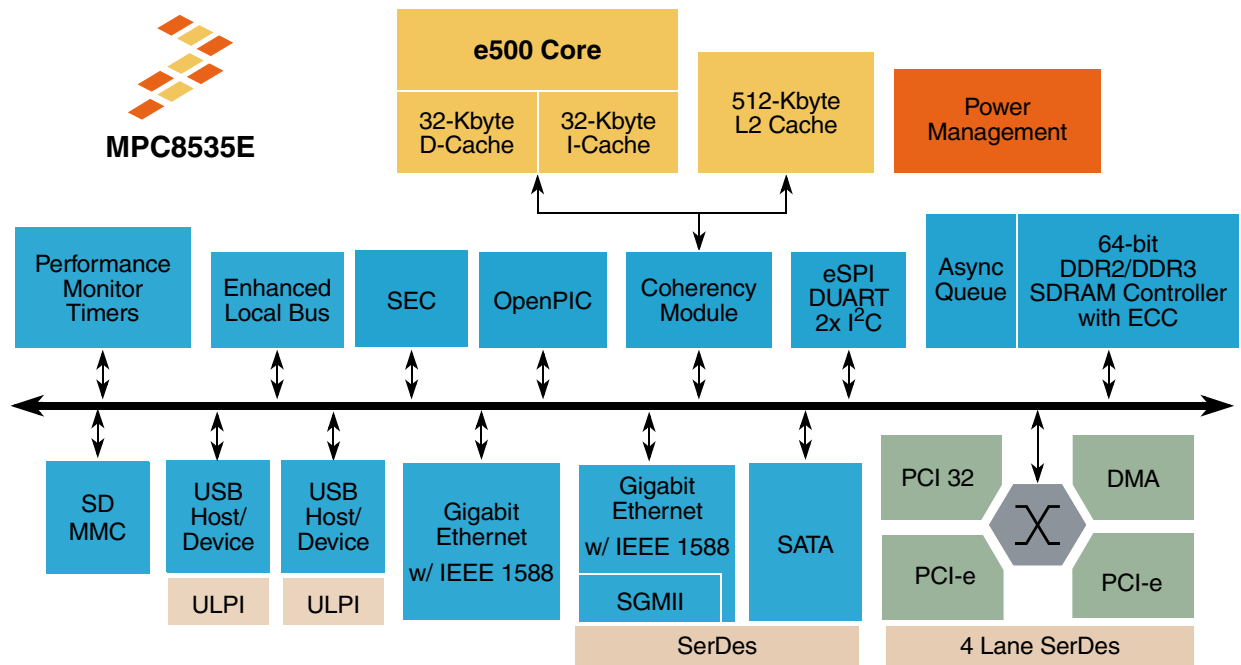 MPC8535E
e500 Core
32-Kbyte
D-Cache
32-Kbyte
I-Cache
512-Kbyte
L2 Cache
Power
Management
Performance
Monitor
Timers
Enhanced
Local Bus
SEC
OpenPIC
Coherency
Module
eSPI
DUART
2x I²C
Async
Queue
64-bit
DDR2/DDR3
SDRAM Controller
with ECC
SD
MMC
USB
Host/
Device
ULPI
USB
Host/
Device
ULPI
Gigabit
Ethernet
w/ IEEE 1588
Gigabit
Ethernet
w/ IEEE 1588
SGMII
SATA
SerDes
PCI 32
DMA
PCI-e
PCI-e
4 Lane SerDes